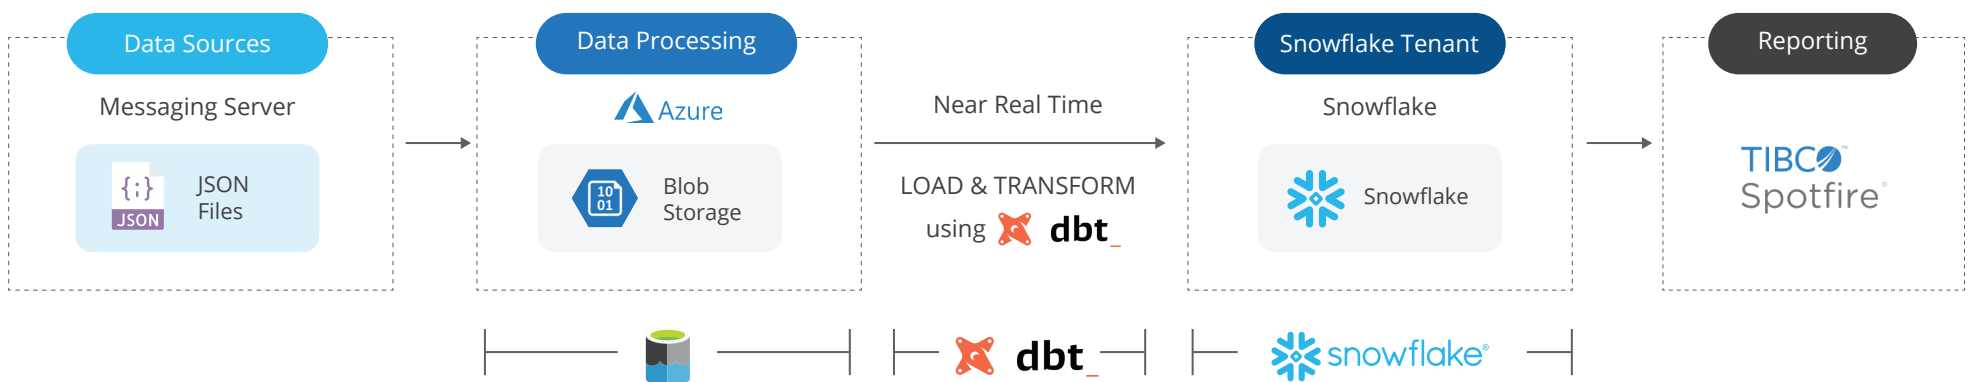 Data Sources
Messaging Server
{;}
JSON
JSON
Files
Data Processing
Azure
10
01
Blob
Storage
Near Real Time
LOAD & TRANSFORM
using dbt_
Snowflake Tenant
Snowflake
Snowflake
Reporting
TIBCO™
Spotfire®
dbt_
snowflake®